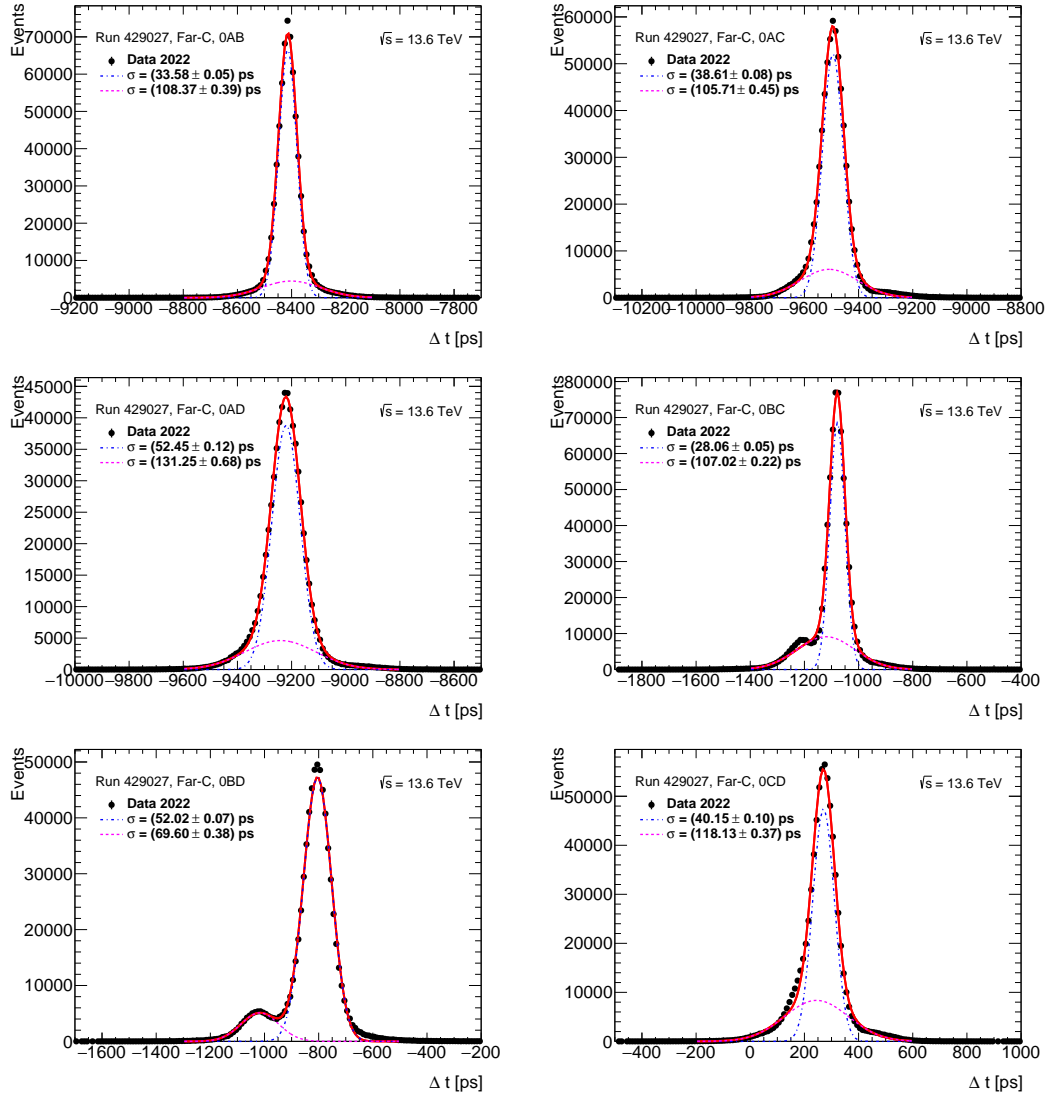 Events
70000
60000
50000
40000
30000
20000
10000
0
Run 429027, Far-C, 0AB
√s = 13.6 TeV
Data 2022
σ = (33.58 ± 0.05) ps
σ = (108.37 ± 0.39) ps
−9200 −9000 −8800 −8600 −8400 −8200 −8000 −7800
Δ t [ps]
Events
60000
50000
40000
30000
20000
10000
0
Run 429027, Far-C, 0AC
√s = 13.6 TeV
Data 2022
σ = (38.61 ± 0.08) ps
σ = (105.71 ± 0.45) ps
−10200 −10000 −9800 −9600 −9400 −9200 −9000 −8800
Δ t [ps]
Events
45000
40000
35000
30000
25000
20000
15000
10000
5000
0
Run 429027, Far-C, 0AD
√s = 13.6 TeV
Data 2022
σ = (52.45 ± 0.12) ps
σ = (131.25 ± 0.68) ps
−10000 −9800 −9600 −9400 −9200 −9000 −8800 −8600
Δ t [ps]
Events
80000
70000
60000
50000
40000
30000
20000
10000
0
Run 429027, Far-C, 0BC
√s = 13.6 TeV
Data 2022
σ = (28.06 ± 0.05) ps
σ = (107.02 ± 0.22) ps
−1800 −1600 −1400 −1200 −1000 −800 −600 −400
Δ t [ps]
Events
50000
40000
30000
20000
10000
0
Run 429027, Far-C, 0BD
√s = 13.6 TeV
Data 2022
σ = (52.02 ± 0.07) ps
σ = (69.60 ± 0.38) ps
−1600 −1400 −1200 −1000 −800 −600 −400 −200
Δ t [ps]
Events
50000
40000
30000
20000
10000
0
Run 429027, Far-C, 0CD
√s = 13.6 TeV
Data 2022
σ = (40.15 ± 0.10) ps
σ = (118.13 ± 0.37) ps
−400 −200 0 200 400 600 800 1000
Δ t [ps]